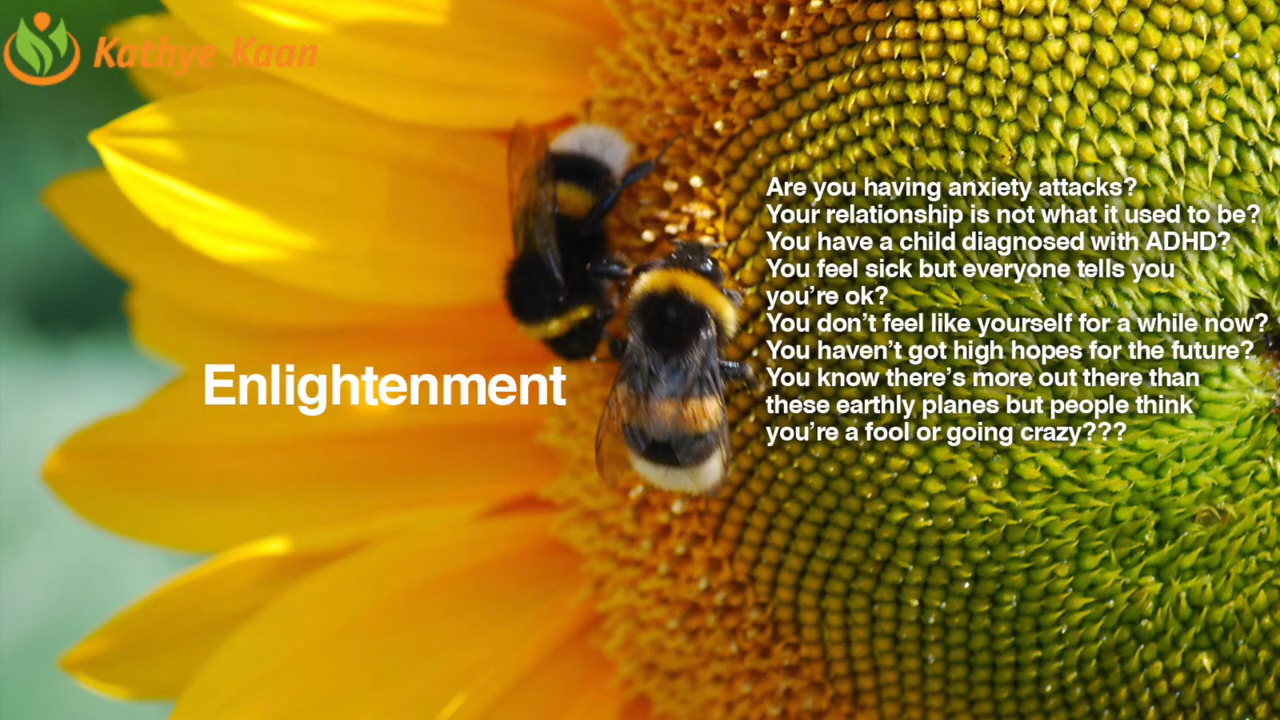 Kathye Kaan
Are you having anxiety attacks?
Your relationship is not what it used to be?
You have a child diagnosed with ADHD?
You feel sick but everyone tells you
you're ok?
You don't feel like yourself for a while now?
You haven't got high hopes for the future?
You know there's more out there than
these earthly planes but people think
you're a fool or going crazy???
Enlightenment